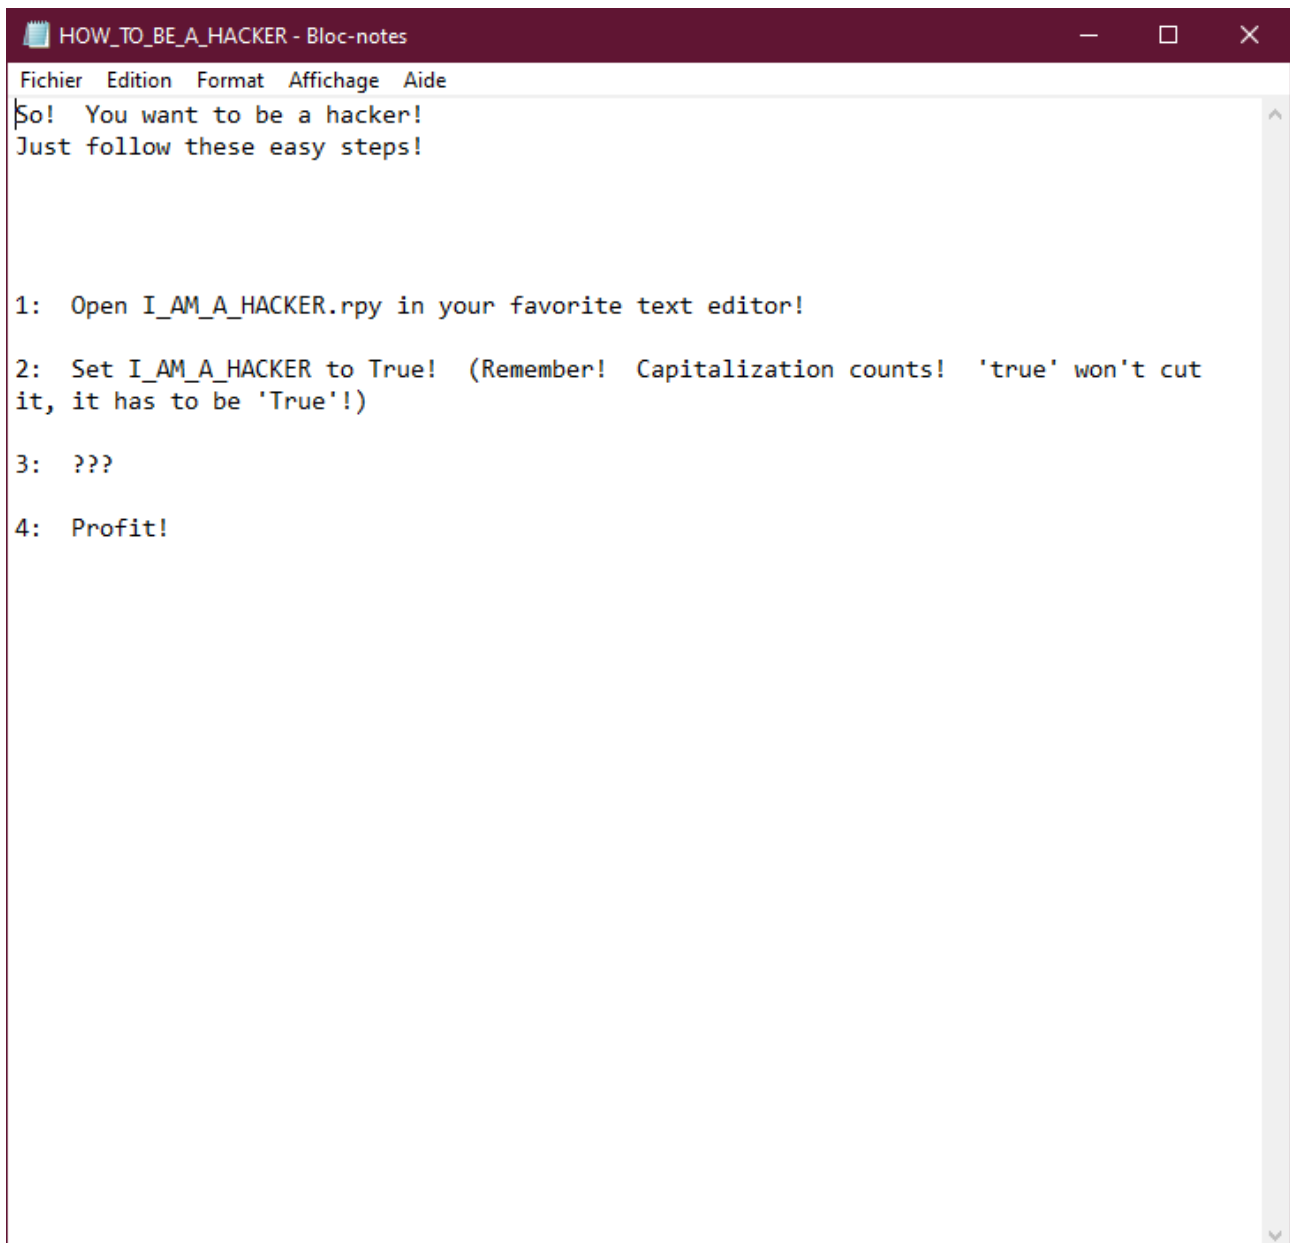 HOW_TO_BE_A_HACKER - Bloc-notes
Fichier Edition Format Affichage Aide
So!  You want to be a hacker!
Just follow these easy steps!
1:  Open I_AM_A_HACKER.rpy in your favorite text editor!
2:  Set I_AM_A_HACKER to True!  (Remember!  Capitalization counts!  'true' won't cut
it, it has to be 'True'!)
3:  ???
4:  Profit!